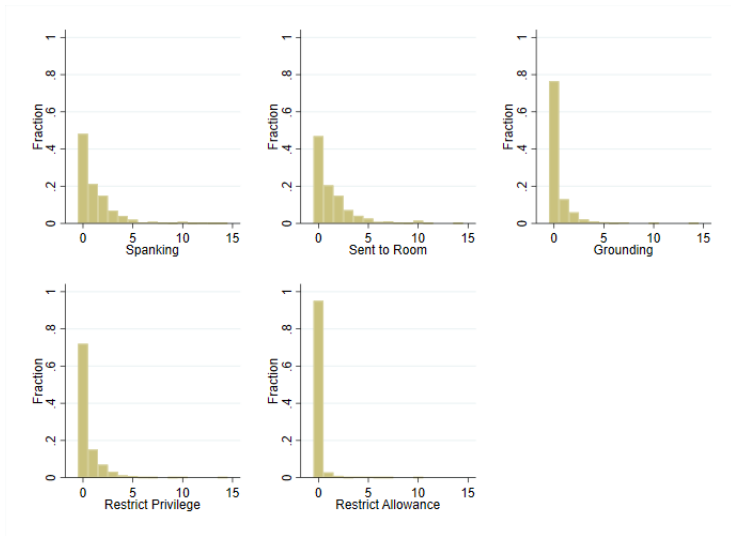 Fraction
0 .2 .4 .6 .8 1
0 5 10 15
Spanking
Fraction
0 .2 .4 .6 .8 1
0 5 10 15
Sent to Room
Fraction
0 .2 .4 .6 .8 1
0 5 10 15
Grounding
Fraction
0 .2 .4 .6 .8 1
0 5 10 15
Restrict Privilege
Fraction
0 .2 .4 .6 .8 1
0 5 10 15
Restrict Allowance